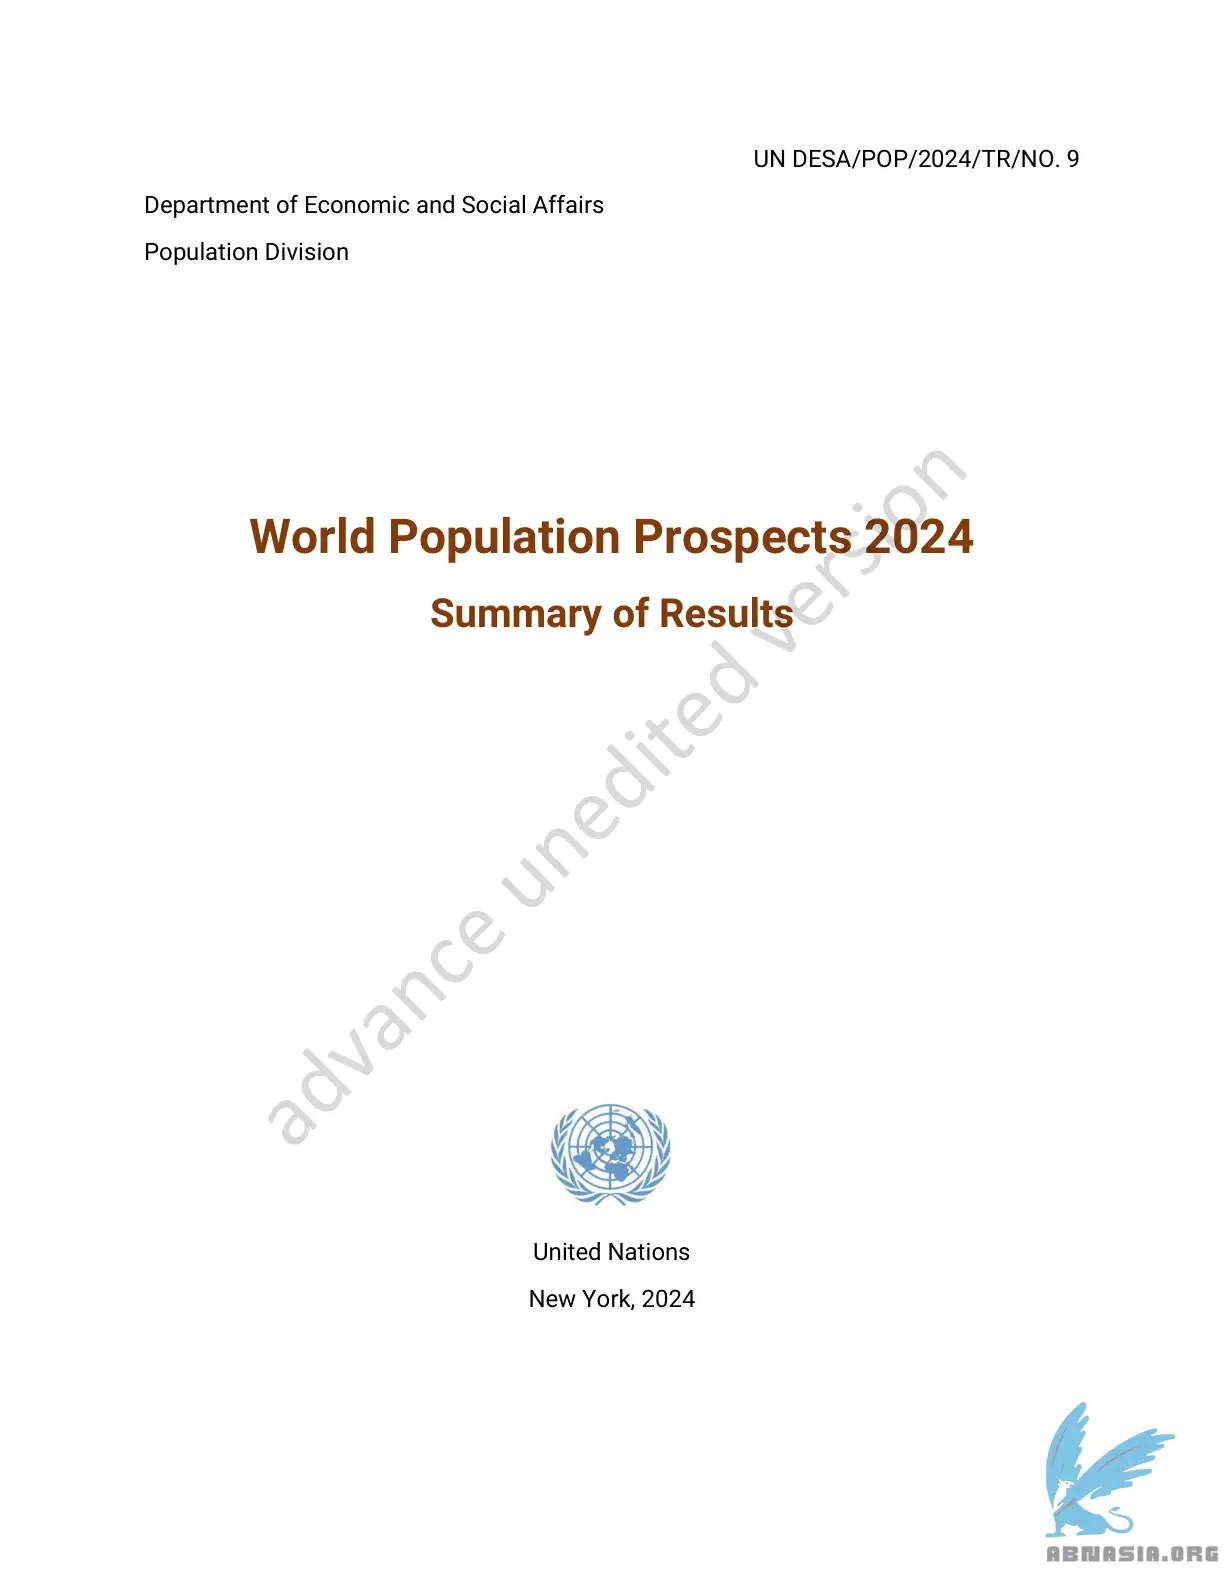 UN DESA/POP/2024/TR/NO. 9
Department of Economic and Social Affairs
Population Division
World Population Prospects 2024
Summary of Results
advance unedited version
United Nations
New York, 2024
ABNASIA.ORG